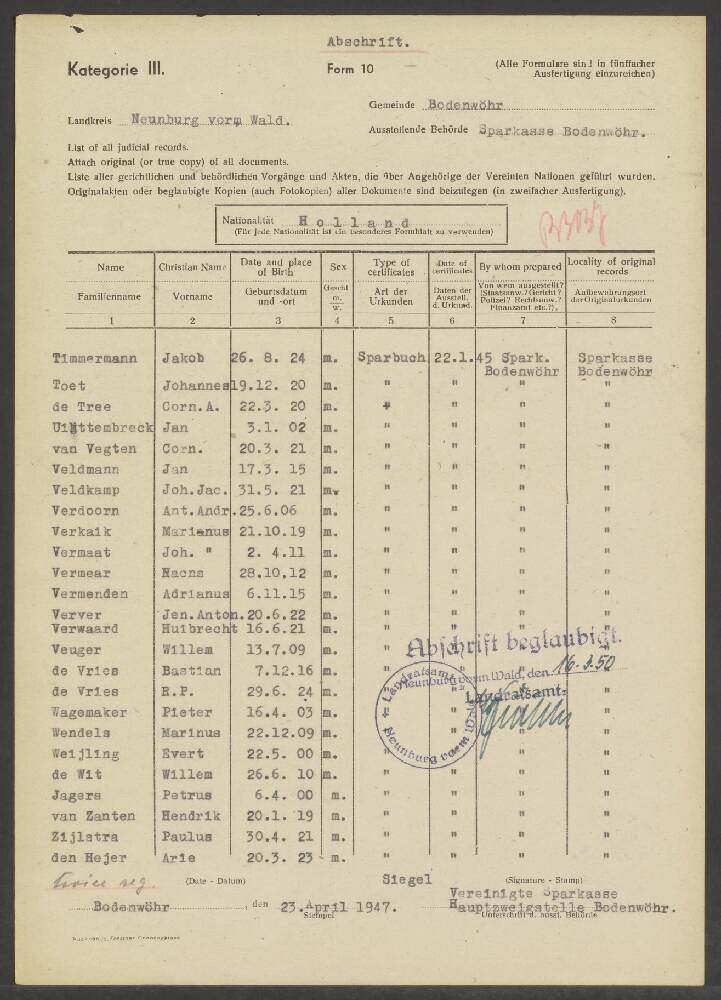 Abschrift.
Kategorie III.
Form 10
(Alle Formulare sind in fünffacher
Ausfertigung einzureichen)
Gemeinde Bodenwöhr
Landkreis Neunburg vorm Wald.
Ausstellende Behörde Sparkasse Bodenwöhr.
List of all judicial records.
Attach original (or true copy) of all documents.
Liste aller gerichtlichen und behördlichen Vorgänge und Akten, die über Angehörige der Vereinten Nationen geführt wurden.
Originalakten oder beglaubigte Kopien (auch Fotokopien) aller Dokumente sind beizulegen (in zweifacher Ausfertigung).
Nationalität Holland
(Für jede Nationalität ist ein besonderes Formblatt zu verwenden)
Name Christian Name Date and place of Birth Sex Type of certificates Date of certificates By whom prepared Locality of original records
Familienname Vorname Geburtsdatum und -ort Geschl. m. w. Art der Urkunden Daten der Ausstell. d. Urkund. Von wem ausgestellt? (Staatsanw.? Gericht? Polizei? Rechtsanw.? Finanzamt etc.?). Aufbewahrungsort der Originalurkunden
1 2 3 4 5 6 7 8
Timmermann Jakob 26. 8. 24 m. Sparbuch 22.1.45 Spark. Sparkasse
Bodenwöhr Bodenwöhr
Toet Johannes 19.12. 20 m. " " " "
de Tree Corn.A. 22.3. 20 m. " " " "
Uittembreck Jan 3.1. 02 m. " " " "
van Vegten Corn. 20.3. 21 m. " " " "
Veldmann Jan 17.3. 15 m. " " " "
Veldkamp Joh.Jac. 31.5. 21 m. " " " "
Verdoorn Ant.Andr. 25.6.06 m. " " " "
Verkaik Marienus 21.10.19 m. " " " "
Vermaat Joh. " 2. 4.11 m. " " " "
Vermear Hacns 28.10.12 m. " " " "
Vermenden Adrianus 6.11.15 m. " " " "
Verver Jen.Anton. 20.6.22 m. " " " "
Verwaard Huibrecht 16.6.21 m. " " " "
Veuger Willem 13.7.09 m. " " " "
de Vries Bastian 7.12.16 m. " " " "
de Vries R.P. 29.6. 24 m. " " " "
Wagemaker Pieter 16.4. 03 m. " " " "
Wendels Marinus 22.12.09 m. " " " "
Weijling Evert 22.5. 00 m. " " " "
de Wit Willem 26.6. 10 m. " " " "
Jagers Petrus 6.4. 00 m. " " " "
van Zanten Hendrik 20.1. 19 m. " " " "
Zijlstra Paulus 30.4. 21 m. " " " "
den Hejer Arie 20.3. 23 m. " " " "
Abschrift beglaubigt.
Neunburg vorm Wald, den 16.3.50
Landratsamt:
Landratsamt Neunburg vorm Wald
twice reg.
(Date - Datum)
Siegel
(Signature - Stamp)
Vereinigte Sparkasse
Bodenwöhr, den 23.April 1947.
Stempel
Hauptzweigstelle Bodenwöhr.
Unterschrift d. ausst. Behörde